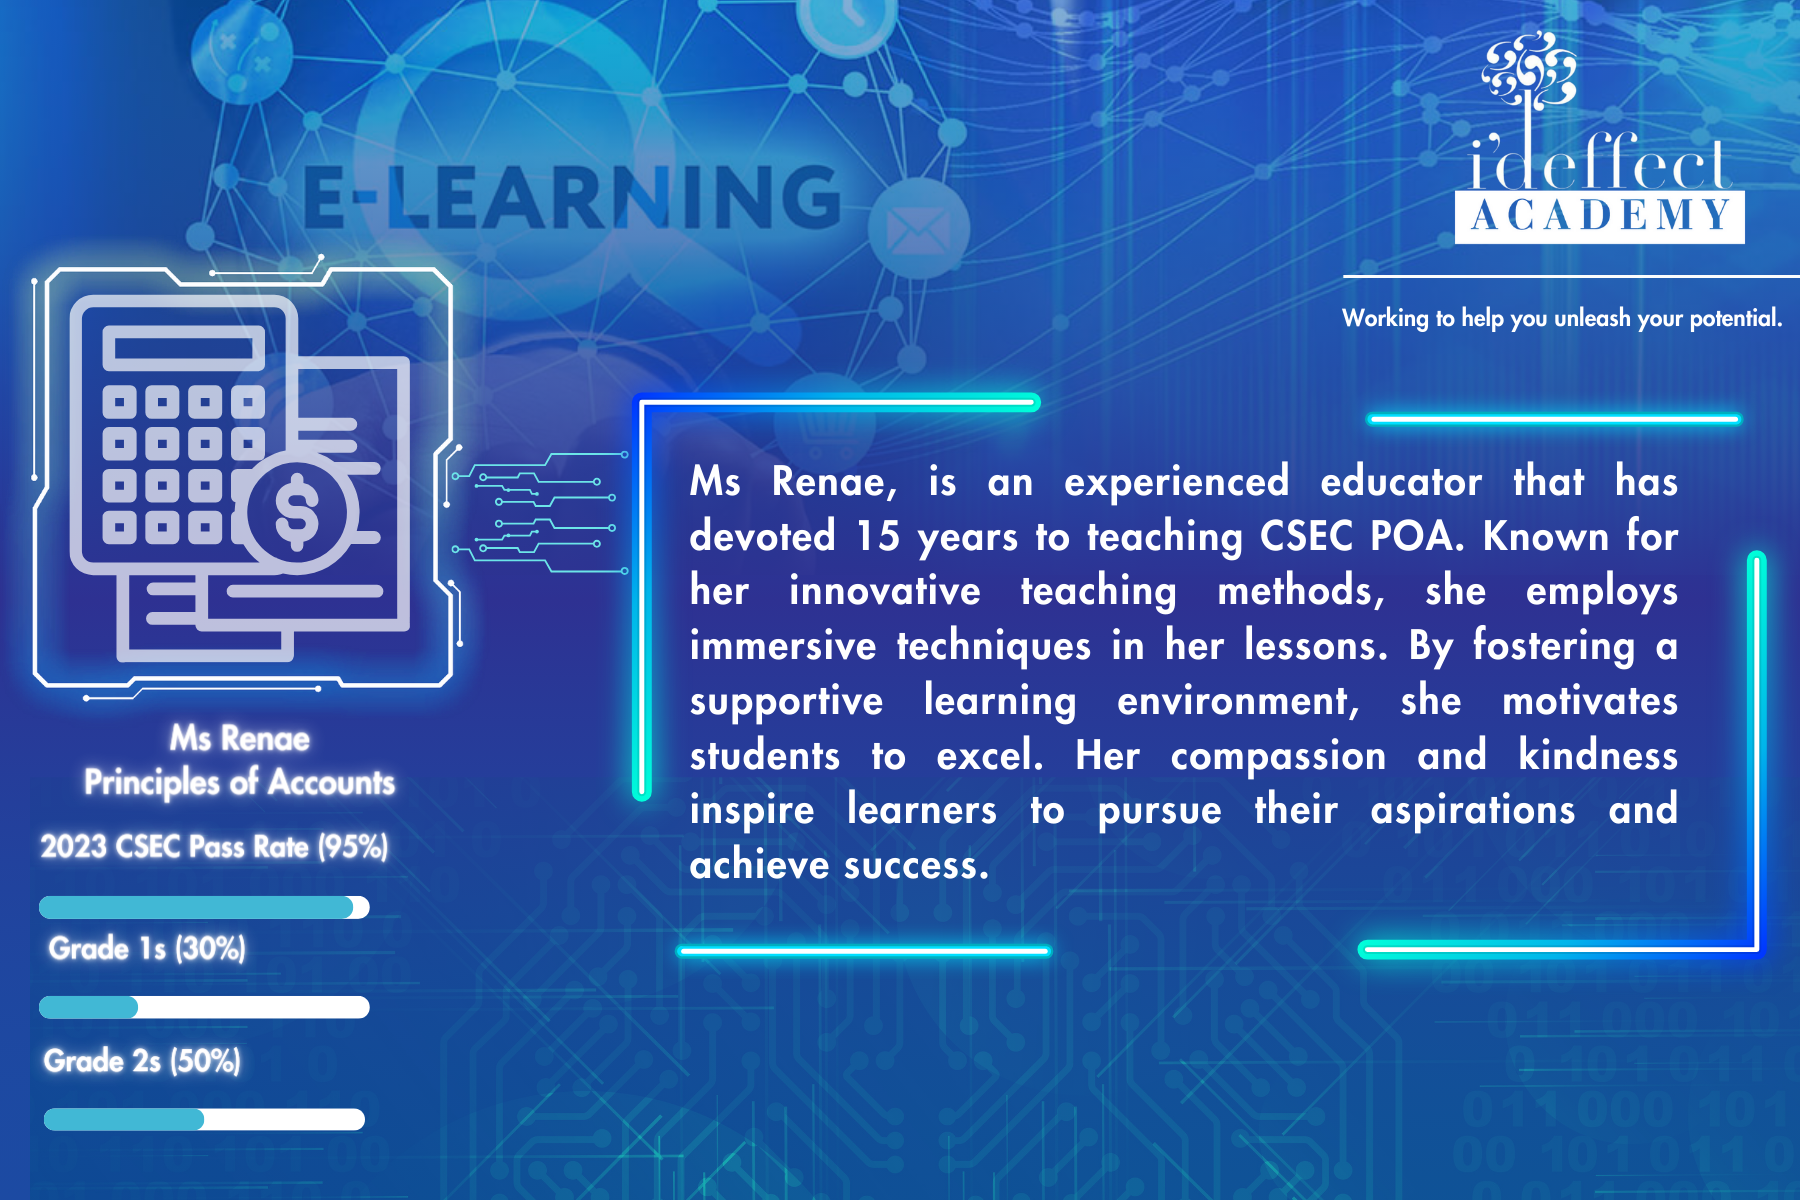 E-LEARNING
i'deffect
ACADEMY
Working to help you unleash your potential.
$
Ms Renae
Principles of Accounts
2023 CSEC Pass Rate (95%)
Grade 1s (30%)
Grade 2s (50%)
Ms Renae, is an experienced educator that has
devoted 15 years to teaching CSEC POA. Known for
her innovative teaching methods, she employs
immersive techniques in her lessons. By fostering a
supportive learning environment, she motivates
students to excel. Her compassion and kindness
inspire learners to pursue their aspirations and
achieve success.